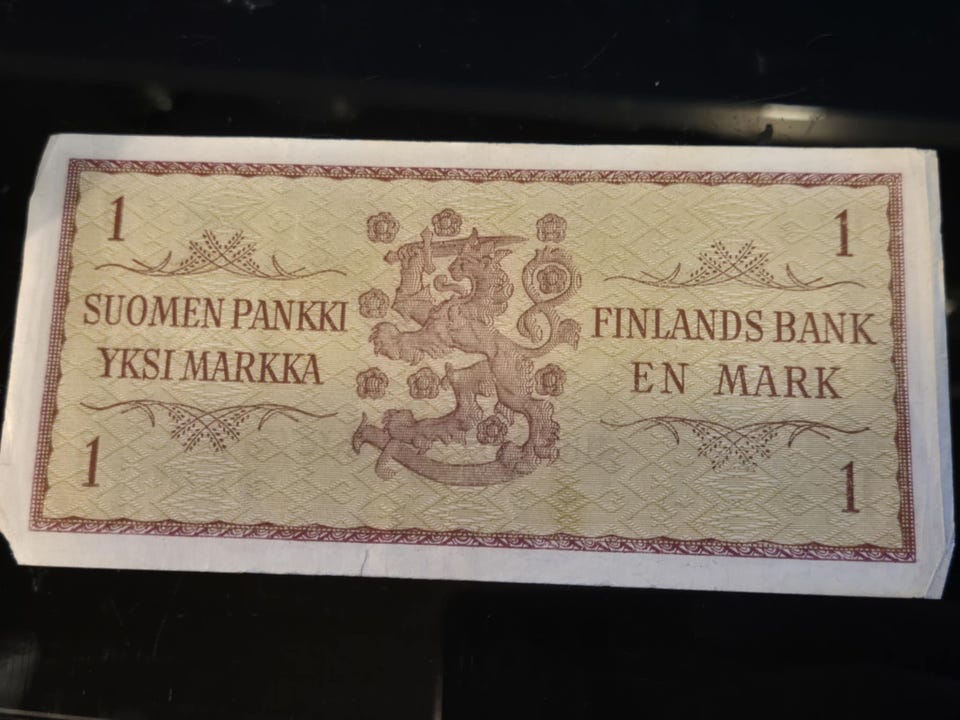 1
1
SUOMEN PANKKI
YKSI MARKKA
FINLANDS BANK
EN MARK
1
1